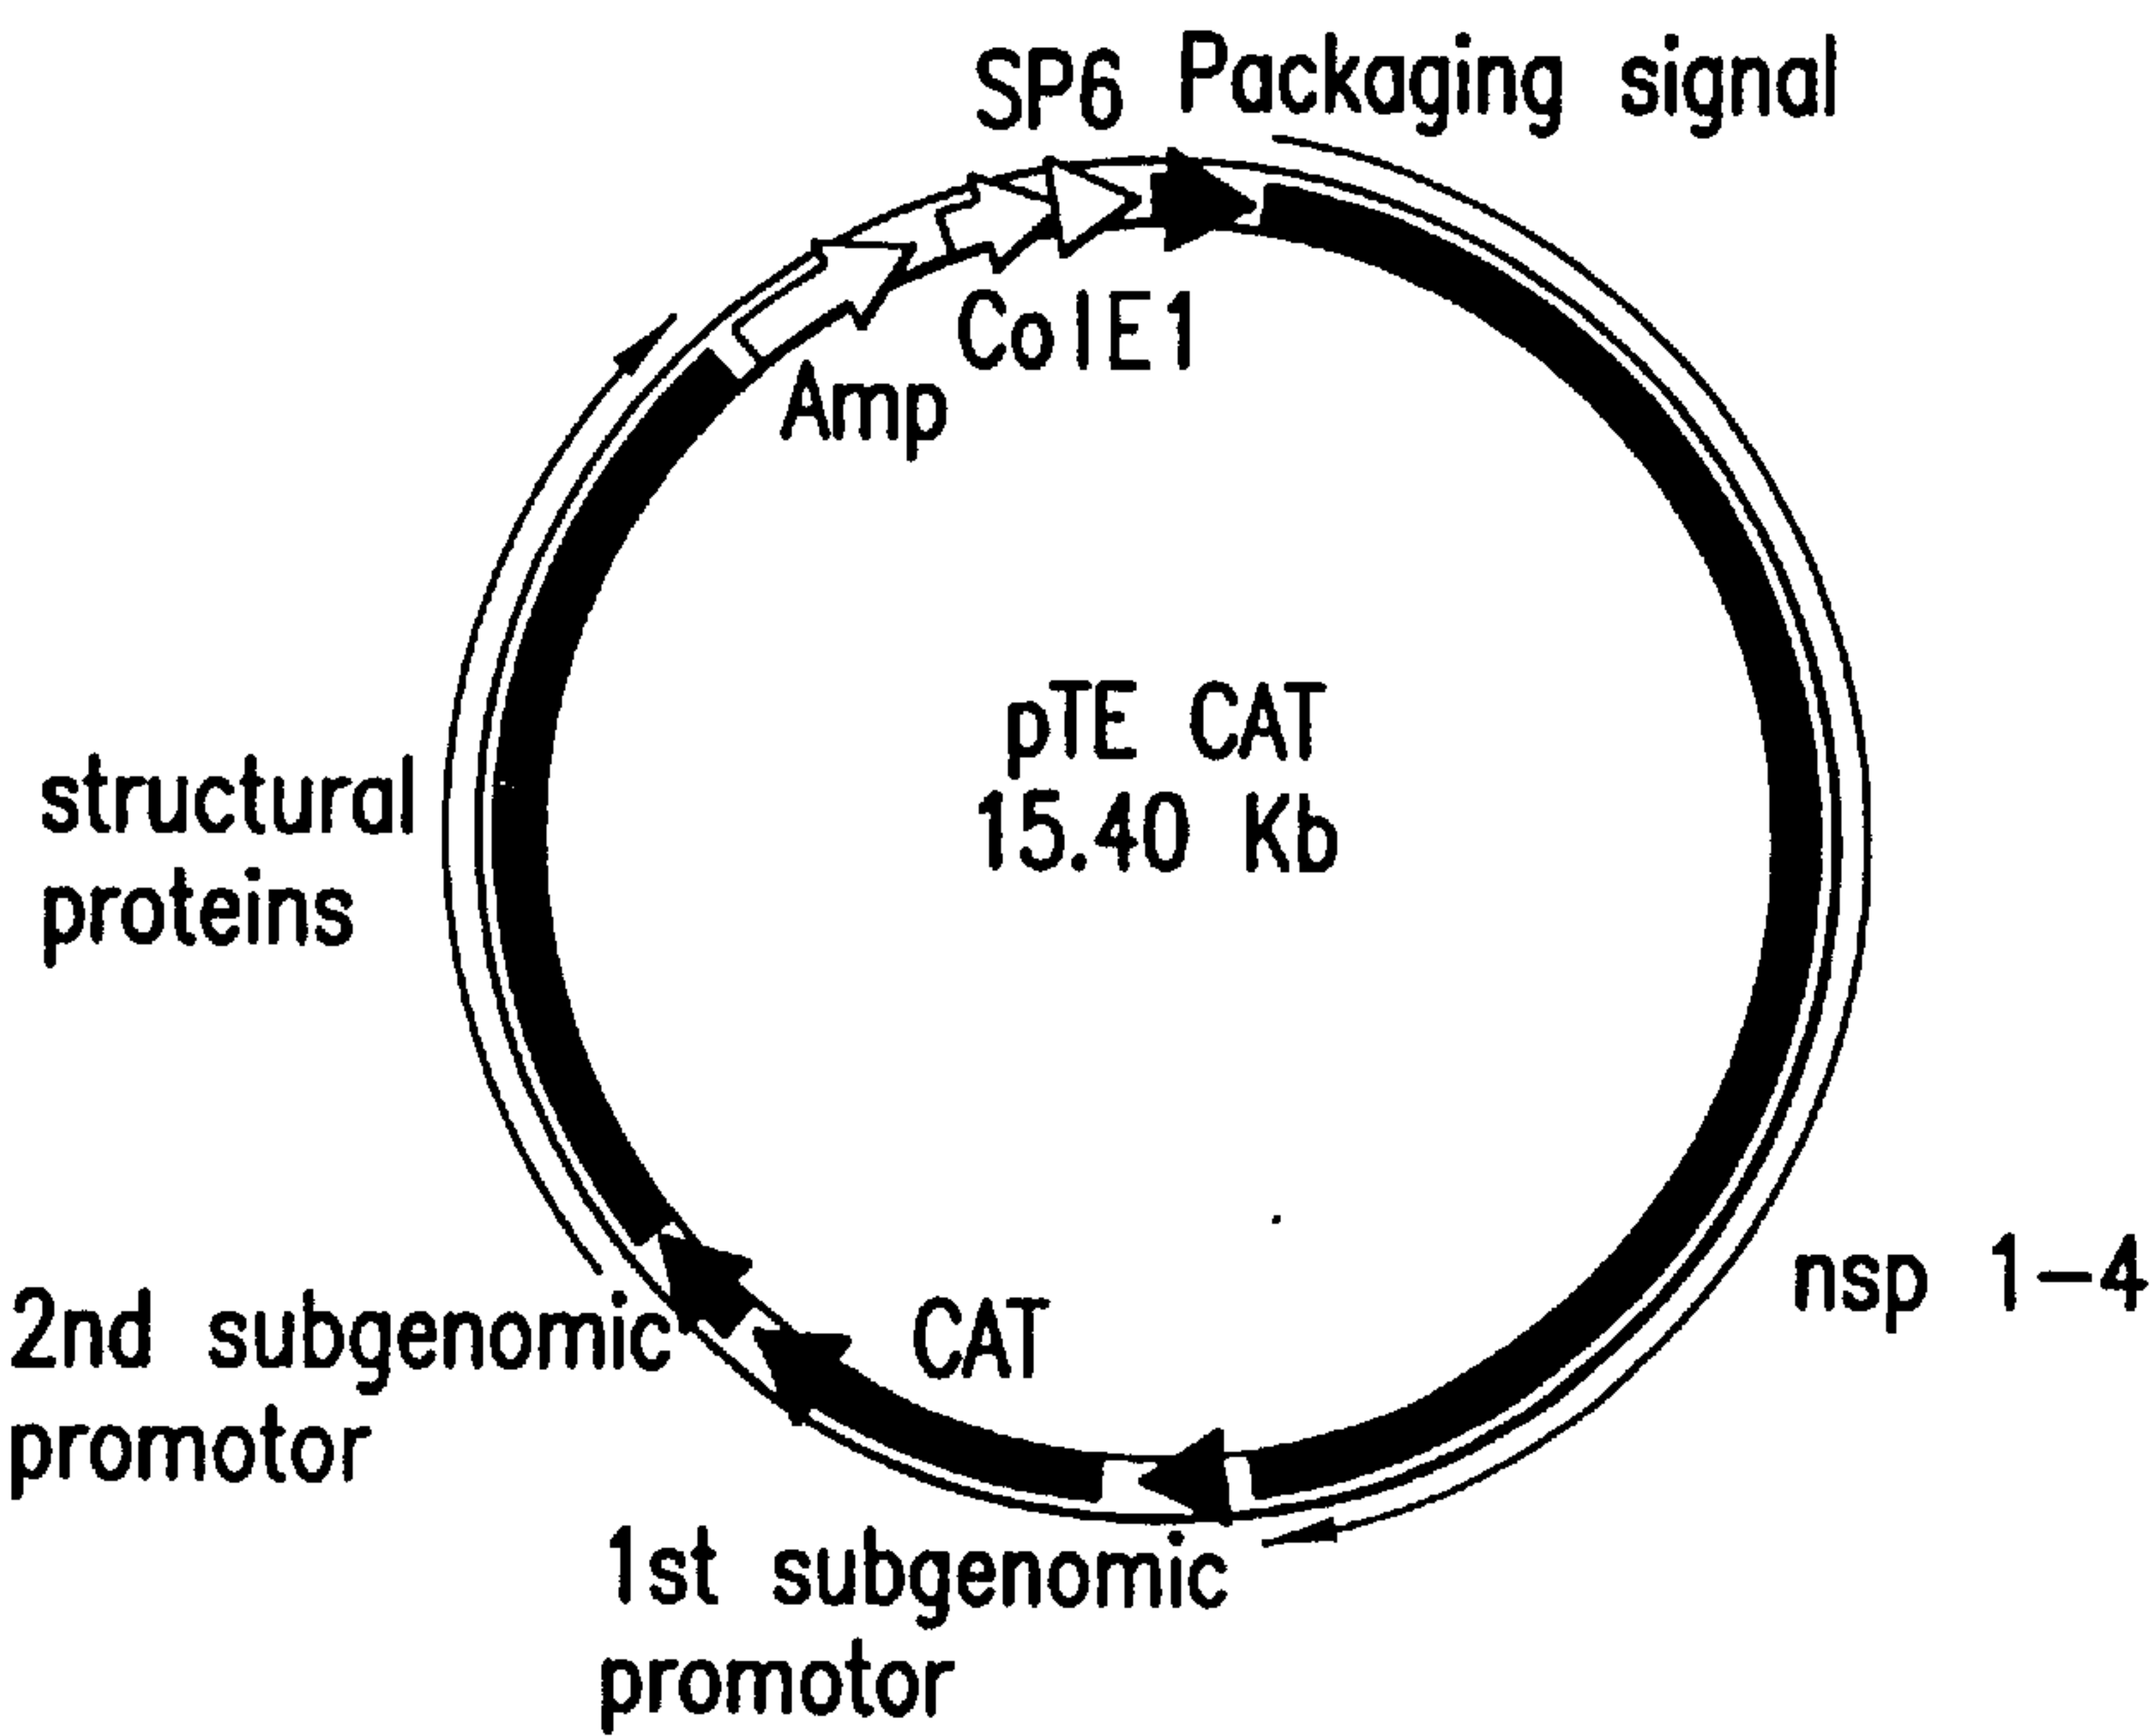 SP6 Packaging signal
ColE1
Amp
pTE CAT
15.40 Kb
structural
proteins
nsp 1-4
CAT
2nd subgenomic
promotor
1st subgenomic
promotor